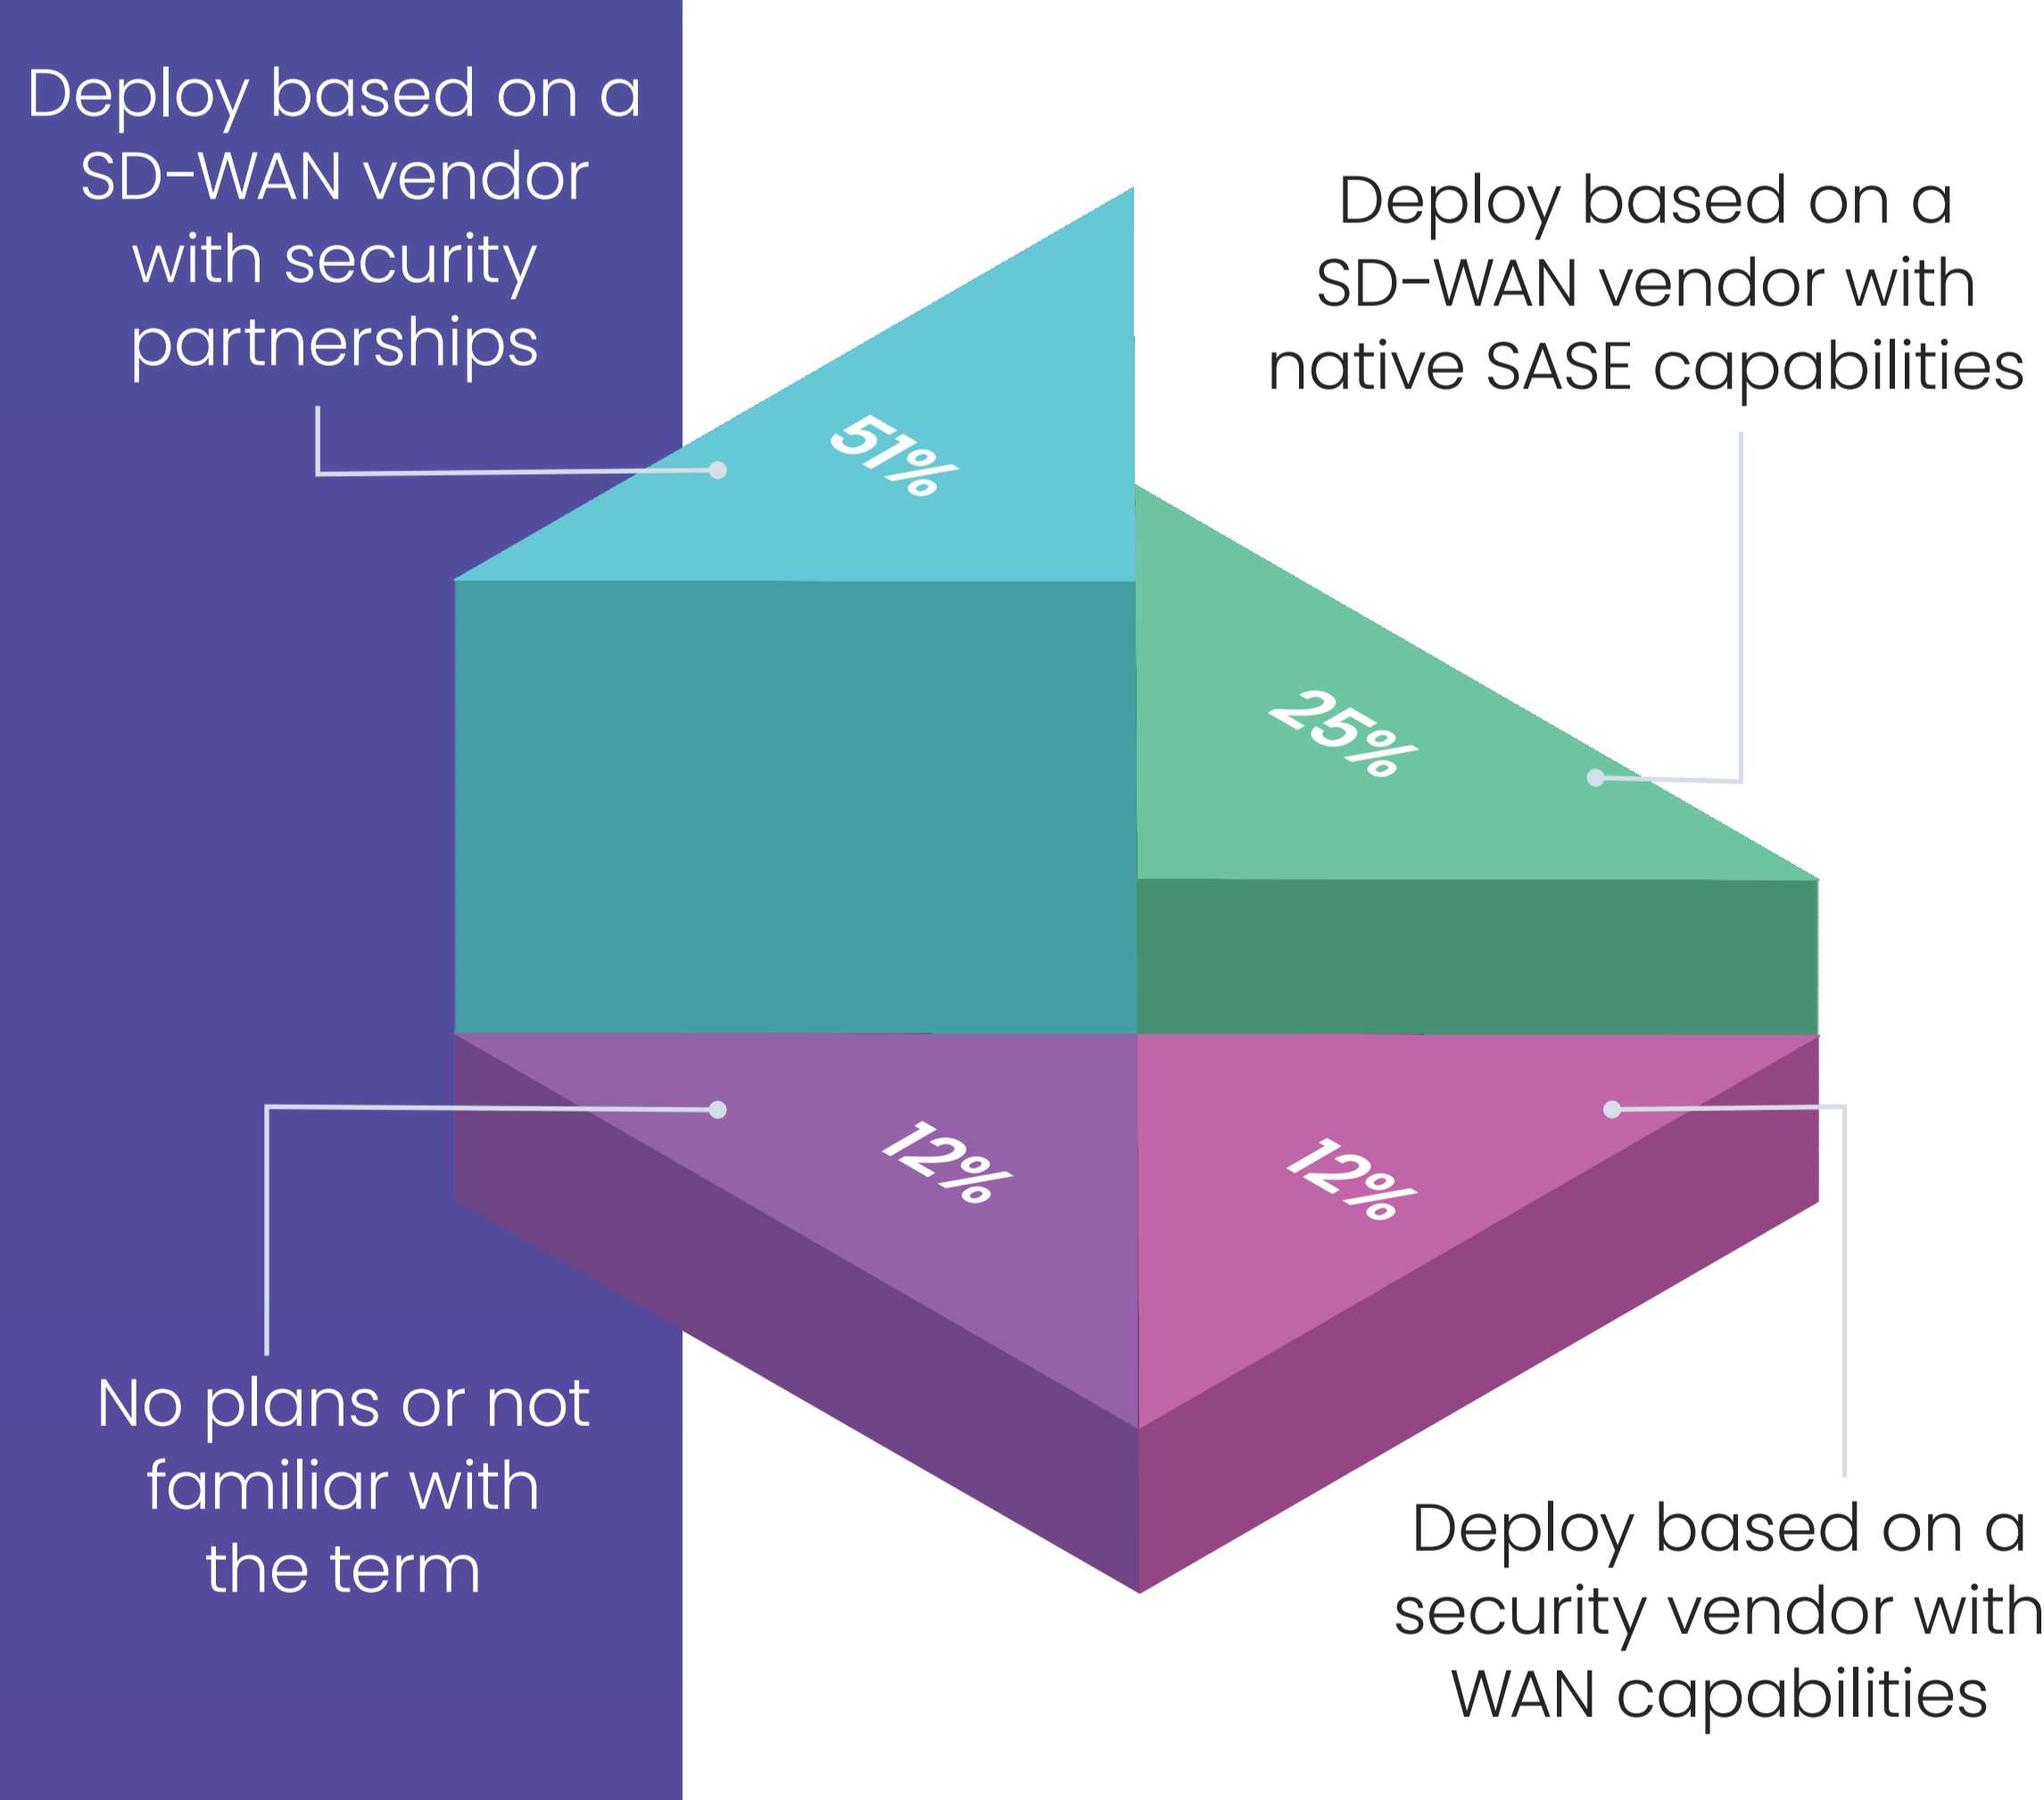 Deploy based on a
SD-WAN vendor
with security
partnerships
Deploy based on a
SD-WAN vendor with
native SASE capabilities
51%
25%
12%
12%
No plans or not
familiar with
the term
Deploy based on a
security vendor with
WAN capabilities